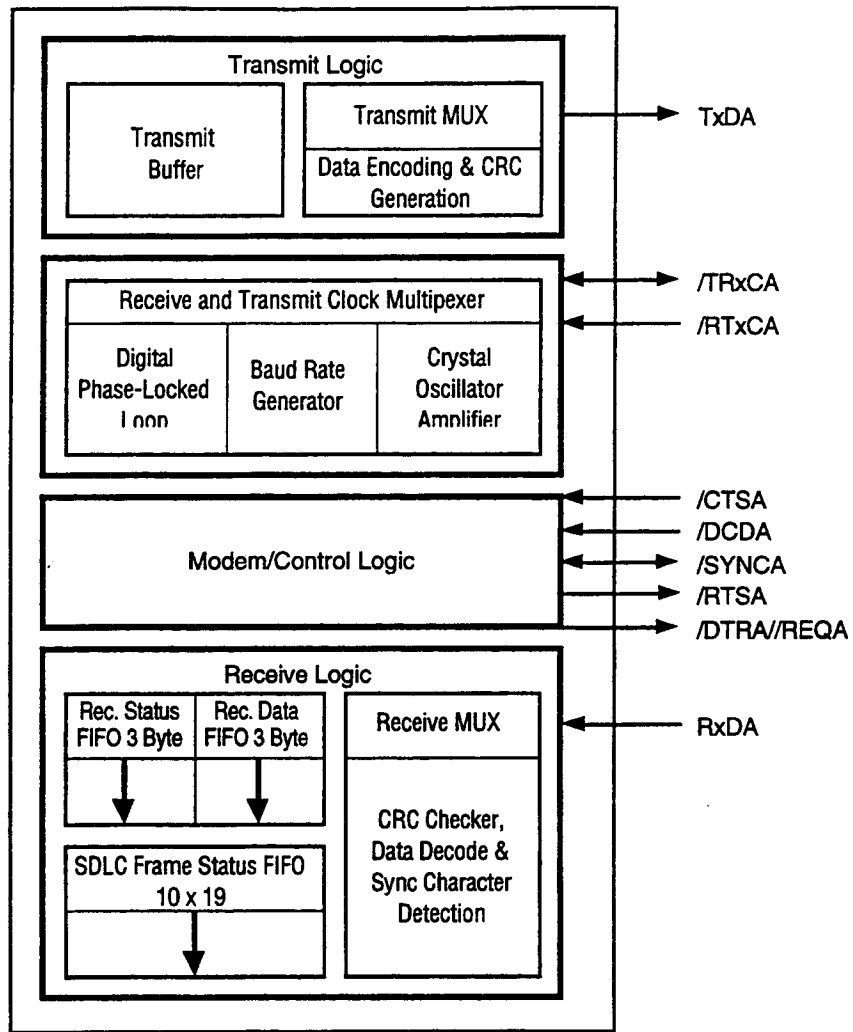 Transmit Logic
Transmit
Buffer
Transmit MUX
Data Encoding & CRC
Generation
TxDA
Receive and Transmit Clock Multipexer
Digital
Phase-Locked
Loop
Baud Rate
Generator
Crystal
Oscillator
Amplifier
/TRxCA
/RTxCA
Modem/Control Logic
/CTSA
/DCDA
/SYNCA
/RTSA
/DTRA//REQA
Receive Logic
Rec. Status
FIFO 3 Byte
Rec. Data
FIFO 3 Byte
Receive MUX
RxDA
CRC Checker,
Data Decode &
Sync Character
Detection
SDLC Frame Status FIFO
10 x 19